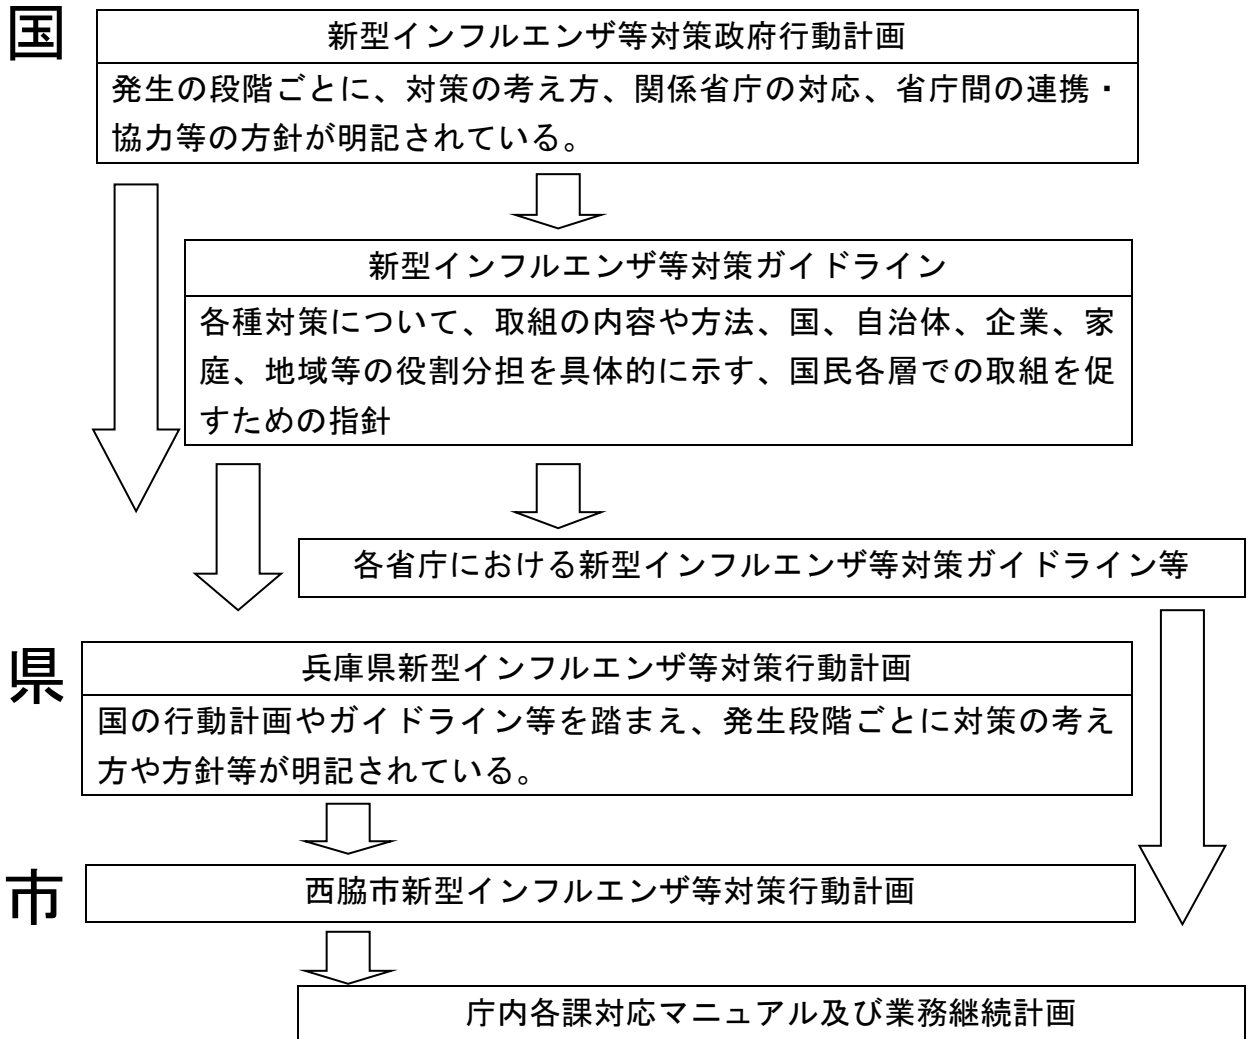 国
新型インフルエンザ等対策政府行動計画
発生の段階ごとに、対策の考え方、関係省庁の対応、省庁間の連携・
協力等の方針が明記されている。
新型インフルエンザ等対策ガイドライン
各種対策について、取組の内容や方法、国、自治体、企業、家
庭、地域等の役割分担を具体的に示す、国民各層での取組を促
すための指針
各省庁における新型インフルエンザ等対策ガイドライン等
県
兵庫県新型インフルエンザ等対策行動計画
国の行動計画やガイドライン等を踏まえ、発生段階ごとに対策の考え
方や方針等が明記されている。
市
西脇市新型インフルエンザ等対策行動計画
庁内各課対応マニュアル及び業務継続計画